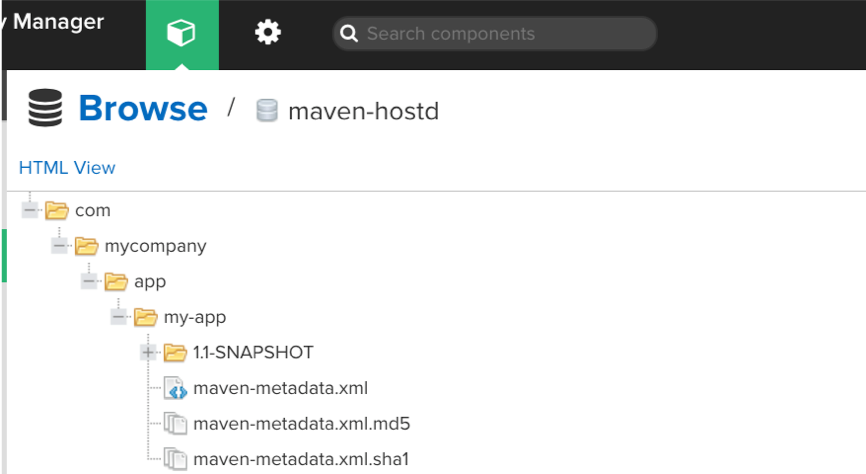 y Manager
Search components
Browse / maven-hostd
HTML View
com
mycompany
app
my-app
1.1-SNAPSHOT
maven-metadata.xml
maven-metadata.xml.md5
maven-metadata.xml.sha1